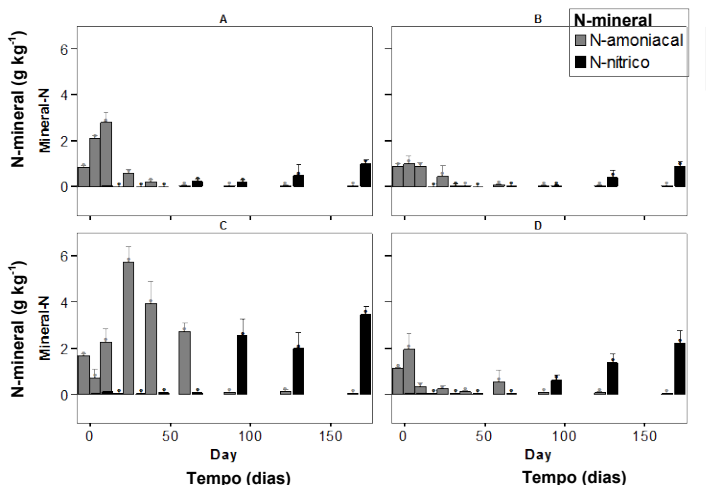 A
B
N-mineral
N-amoniacal
N-nitrico
N-mineral (g kg⁻¹)
Mineral-N
6
4
2
0
C
D
N-mineral (g kg⁻¹)
Mineral-N
6
4
2
0
0 50 100 150
0 50 100 150
Day
Day
Tempo (dias)
Tempo (dias)